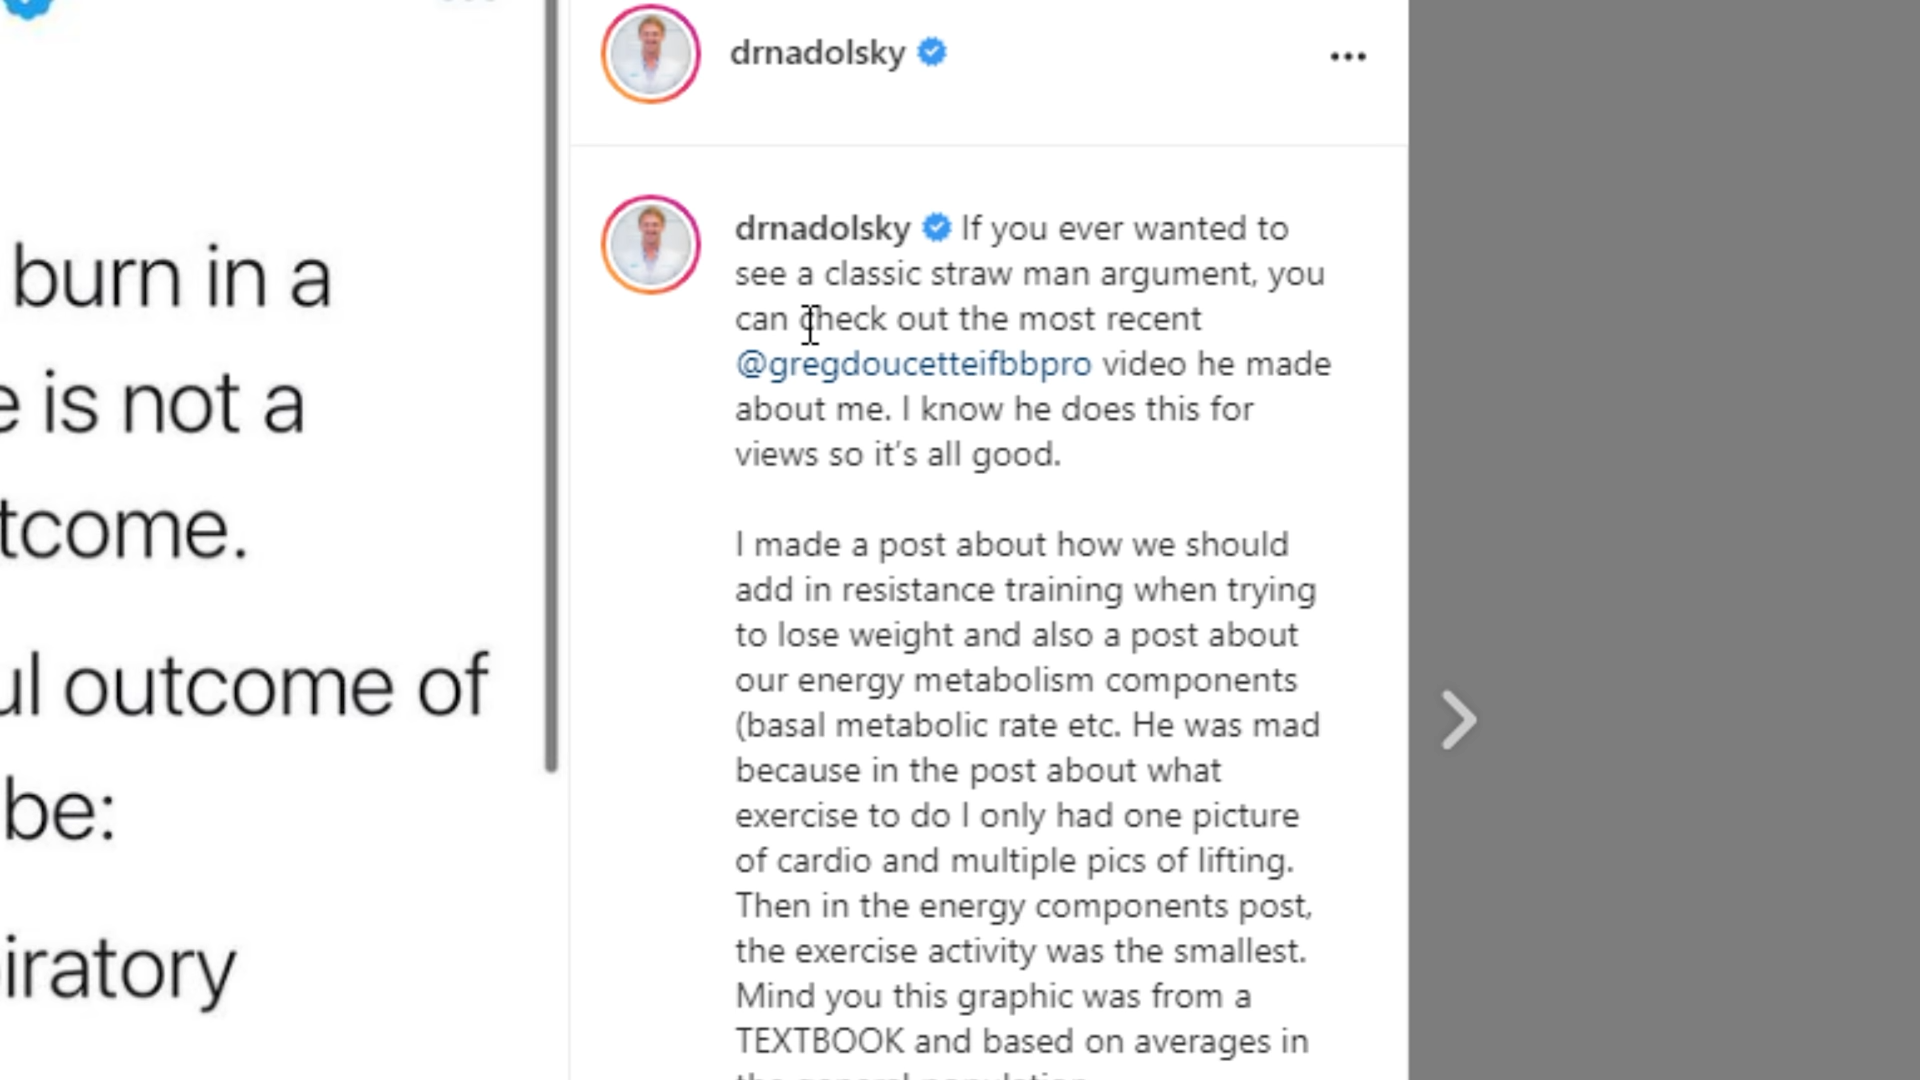 burn in a
is not a
outcome of
be:
drnadolsky
drnadolsky If you ever wanted to
see a classic straw man argument, you
can check out the most recent
@gregdoucetteifbbpro video he made
about me. I know he does this for
views so it's all good.
I made a post about how we should
add in resistance training when trying
to lose weight and also a post about
our energy metabolism components
(basal metabolic rate etc. He was mad
because in the post about what
exercise to do I only had one picture
of cardio and multiple pics of lifting.
Then in the energy components post,
the exercise activity was the smallest.
Mind you this graphic was from a
TEXTBOOK and based on averages in